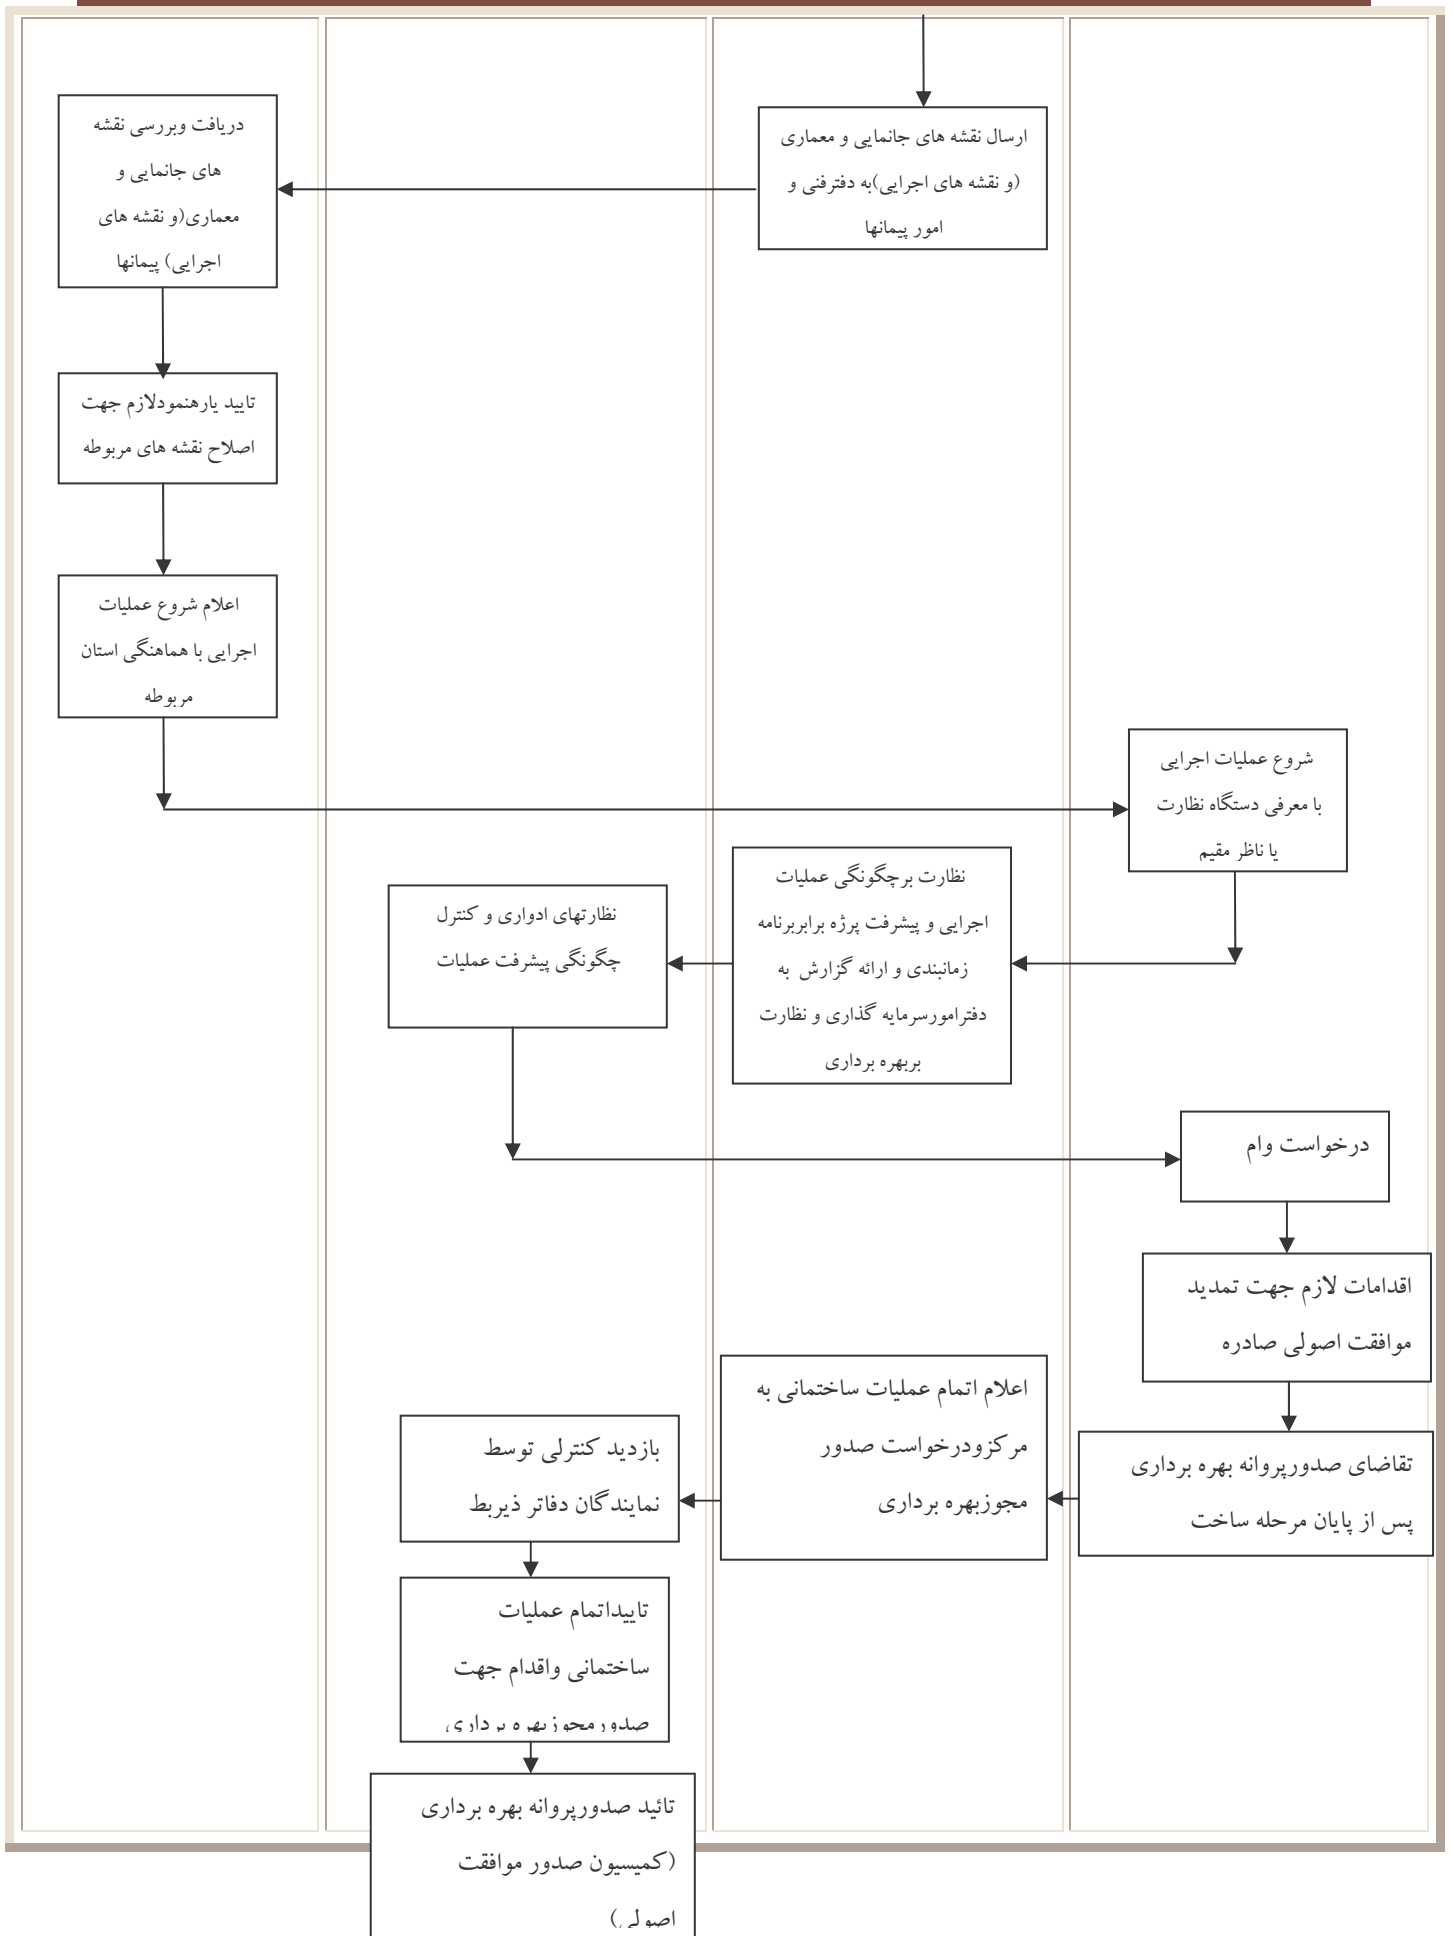 ارسال نقشه های جانمایی و معماری
(و نقشه های اجرایی)به دفترفنی و
امور پیمانها
دریافت وبررسی نقشه
های جانمایی و
معماری(و نقشه های
اجرایی) پیمانها
تایید یارهنمودلازم جهت
اصلاح نقشه های مربوطه
اعلام شروع عملیات
اجرایی با هماهنگی استان
مربوطه
شروع عملیات اجرایی
با معرفی دستگاه نظارت
یا ناظر مقیم
نظارت برچگونگی عملیات
اجرایی و پیشرفت پرژه برابربرنامه
زمانبندی و ارائه گزارش به
دفترامورسرمایه گذاری و نظارت
بربهره برداری
نظارتهای ادواری و کنترل
چگونگی پیشرفت عملیات
درخواست وام
اقدامات لازم جهت تمدید
موافقت اصولی صادره
تقاضای صدورپروانه بهره برداری
پس از پایان مرحله ساخت
اعلام اتمام عملیات ساختمانی به
مرکزودرخواست صدور
مجوزبهره برداری
بازدید کنترلی توسط
نمایندگان دفاتر ذیربط
تاییداتمام عملیات
ساختمانی واقدام جهت
صدورمجوزبهره برداری
تائید صدورپروانه بهره برداری
(کمیسیون صدور موافقت
اصولی)